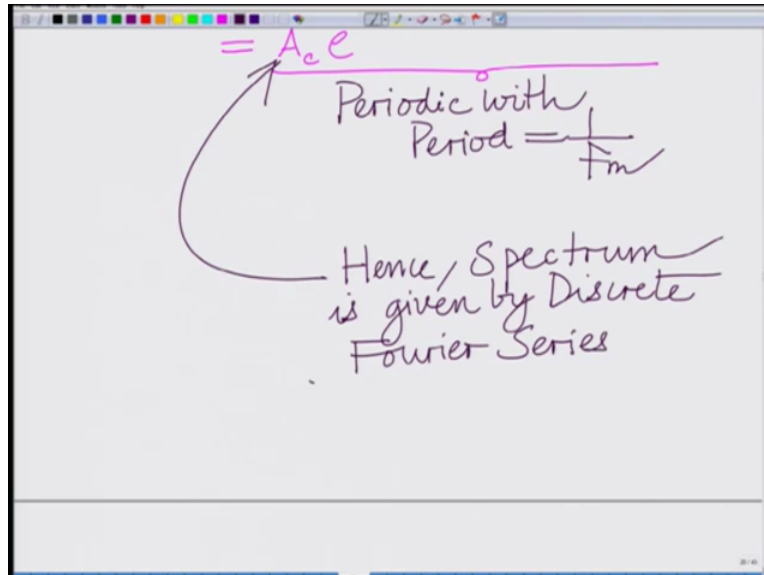 = A_c e
Periodic with
Period = 1/Fm
Hence, Spectrum
is given by Discrete
Fourier Series